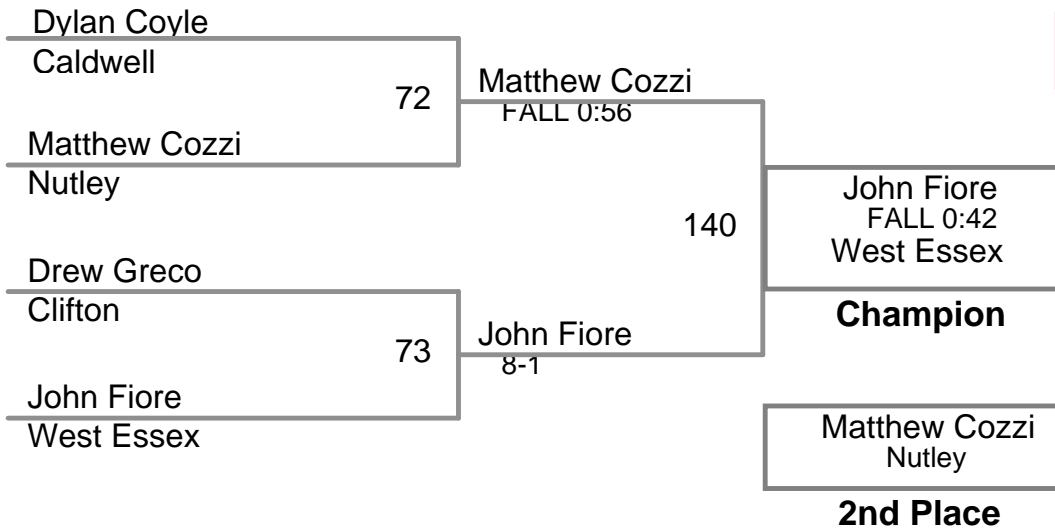 Dylan Coyle
Caldwell
72
Matthew Cozzi
FALL 0:56
Matthew Cozzi
Nutley
140
John Fiore
FALL 0:42
West Essex
Champion
Drew Greco
Clifton
73
John Fiore
8-1
John Fiore
West Essex
Matthew Cozzi
Nutley
2nd Place